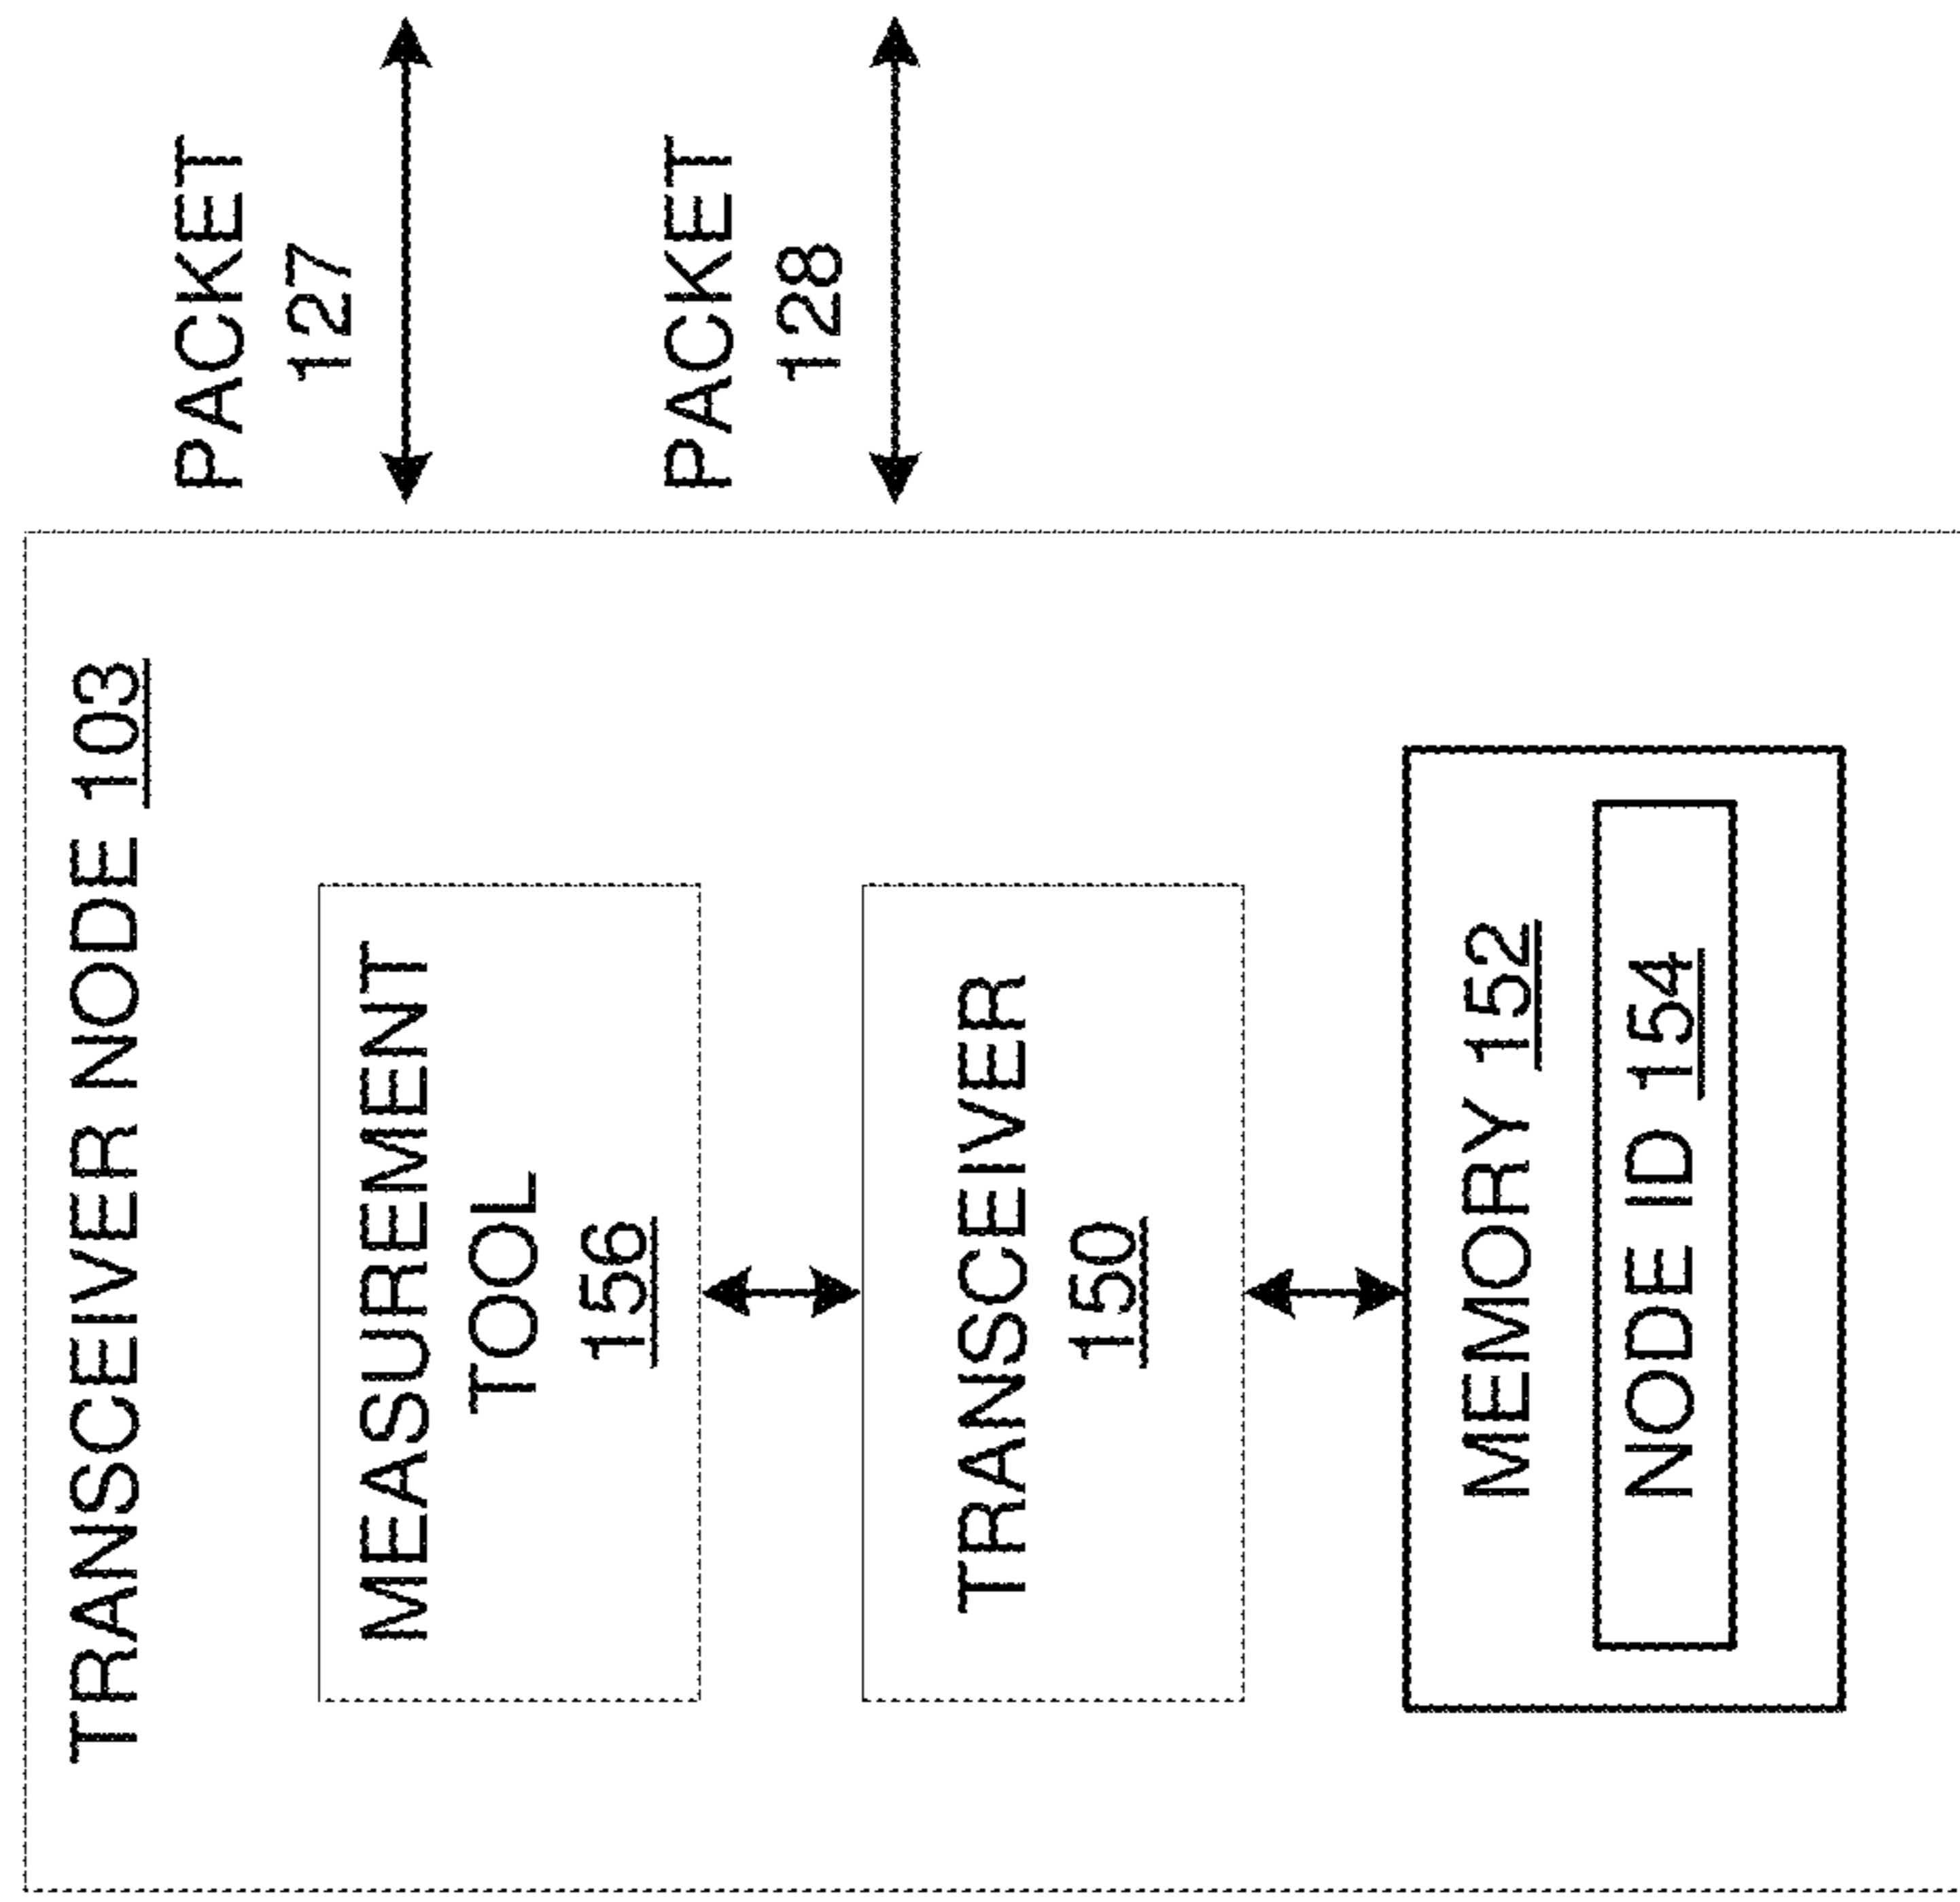 TRANSCEIVER NODE 103
MEASUREMENT
TOOL
156
TRANSCEIVER
150
MEMORY 152
NODE ID 154
PACKET
127
PACKET
128